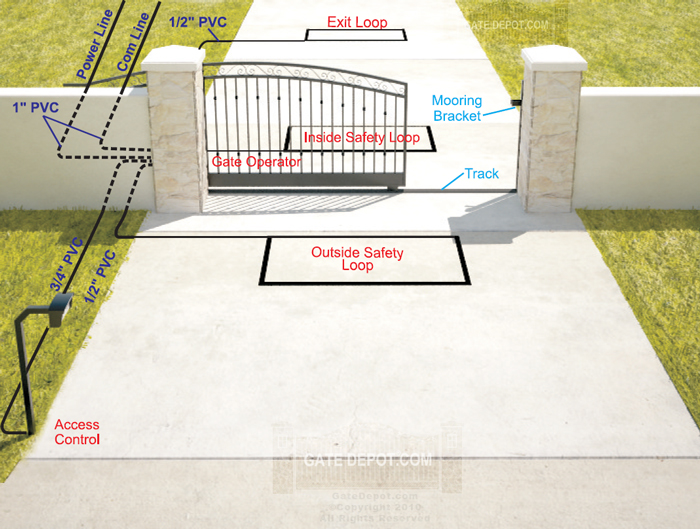 GATE DEPOT.COM
Power Line
Com Line
1/2" PVC
Exit Loop
1" PVC
Mooring
Bracket
Inside Safety Loop
Gate Operator
Track
3/4" PVC
1/2" PVC
Outside Safety
Loop
Access
Control
GATE DEPOT.COM
GateDepot.com
©Copyright 2010
All Rights Reserved